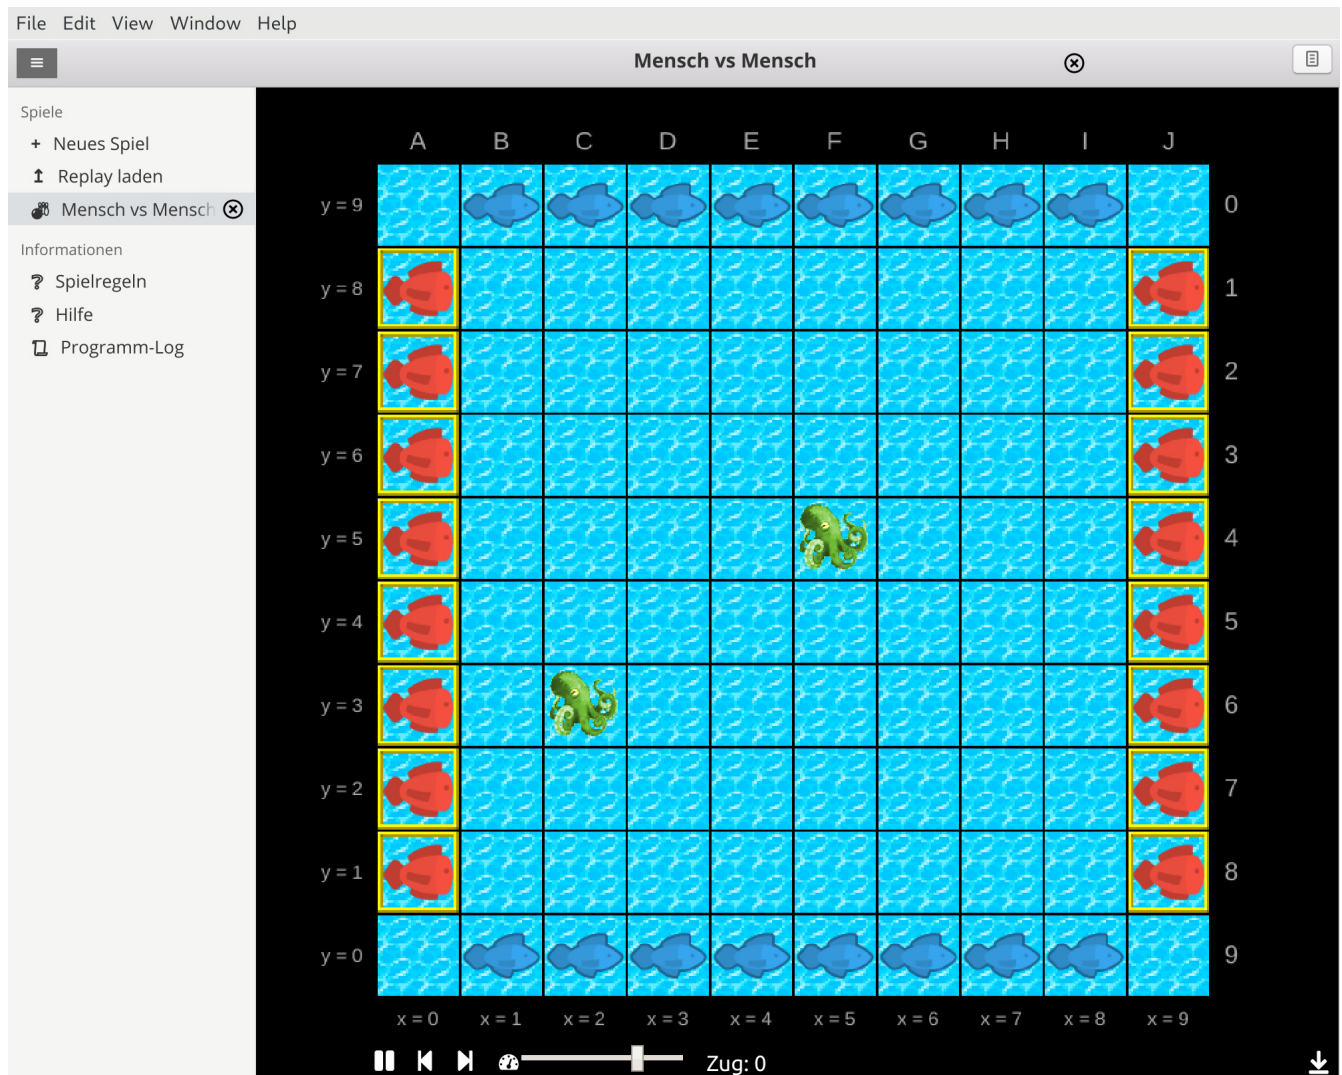 File Edit View Window Help
Mensch vs Mensch
Spiele
+ Neues Spiel
Replay laden
Mensch vs Mensch
Informationen
? Spielregeln
? Hilfe
Programm-Log
A B C D E F G H I J
y = 9 0
y = 8 1
y = 7 2
y = 6 3
y = 5 4
y = 4 5
y = 3 6
y = 2 7
y = 1 8
y = 0 9
x = 0 x = 1 x = 2 x = 3 x = 4 x = 5 x = 6 x = 7 x = 8 x = 9
Zug: 0